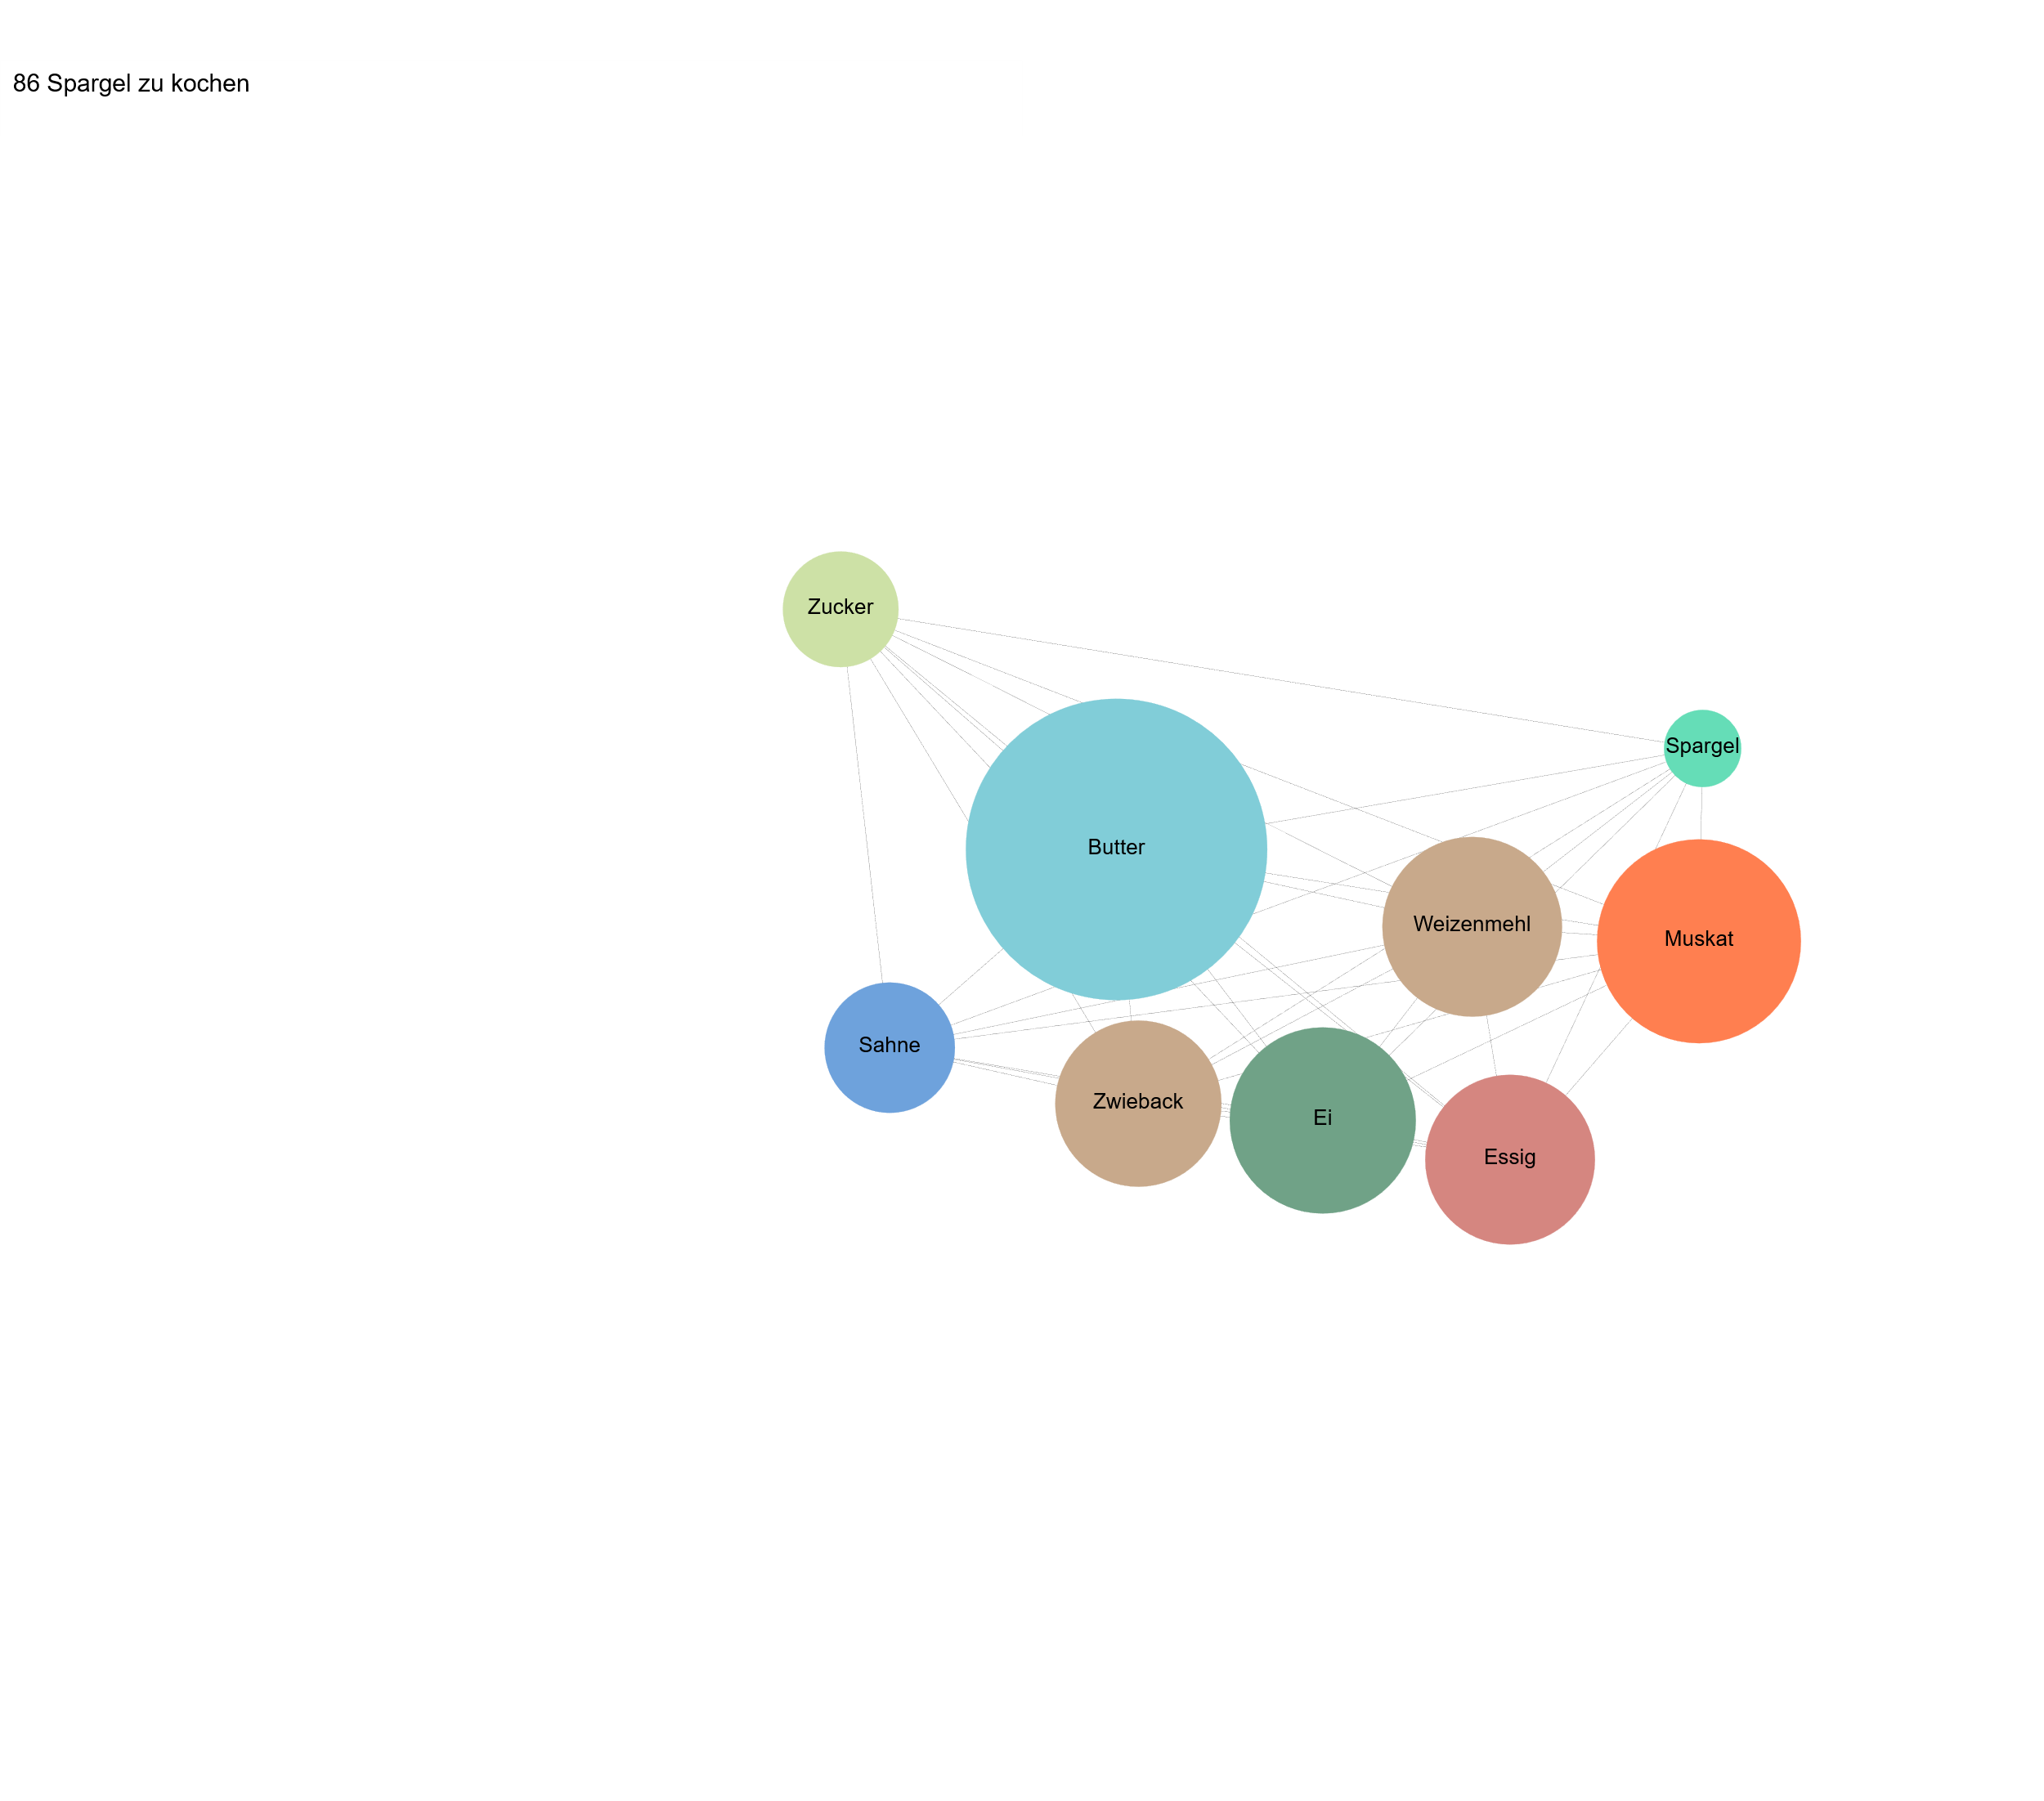 86 Spargel zu kochen
Zucker
Spargel
Butter
Weizenmehl
Muskat
Sahne
Zwieback
Ei
Essig